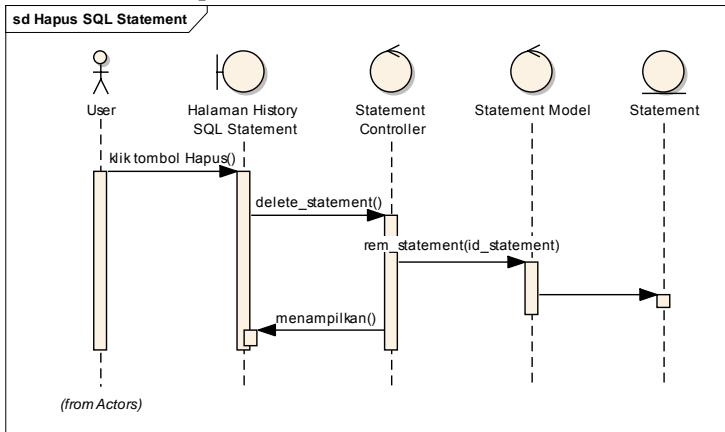 sd Hapus SQL Statement
User
Halaman History
SQL Statement
Statement
Controller
Statement Model
Statement
klik tombol Hapus()
delete_statement()
rem_statement(id_statement)
menampilkan()
(from Actors)